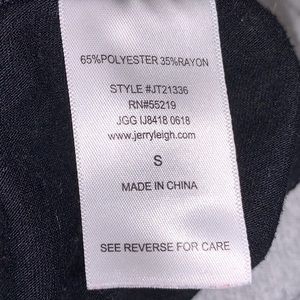 65%POLYESTER 35%RAYON
STYLE #JT21336
RN#55219
JGG IJ8418 0618
www.jerryleigh.com
S
MADE IN CHINA
SEE REVERSE FOR CARE